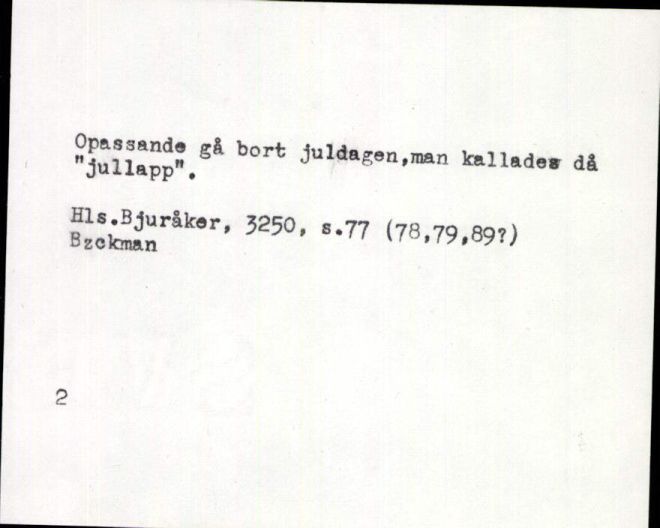 Opassande gå bort juldagen,man kallades då
"jullapp".
Hls.Bjuråker, 3250, s.77 (78,79,89?)
Bzckman
2